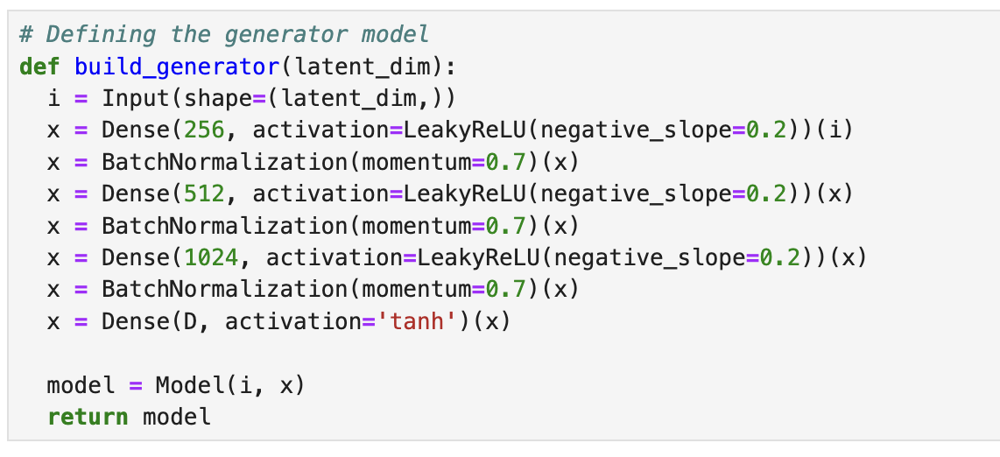 # Defining the generator model
def build_generator(latent_dim):
  i = Input(shape=(latent_dim,))
  x = Dense(256, activation=LeakyReLU(negative_slope=0.2))(i)
  x = BatchNormalization(momentum=0.7)(x)
  x = Dense(512, activation=LeakyReLU(negative_slope=0.2))(x)
  x = BatchNormalization(momentum=0.7)(x)
  x = Dense(1024, activation=LeakyReLU(negative_slope=0.2))(x)
  x = BatchNormalization(momentum=0.7)(x)
  x = Dense(D, activation='tanh')(x)

  model = Model(i, x)
  return model